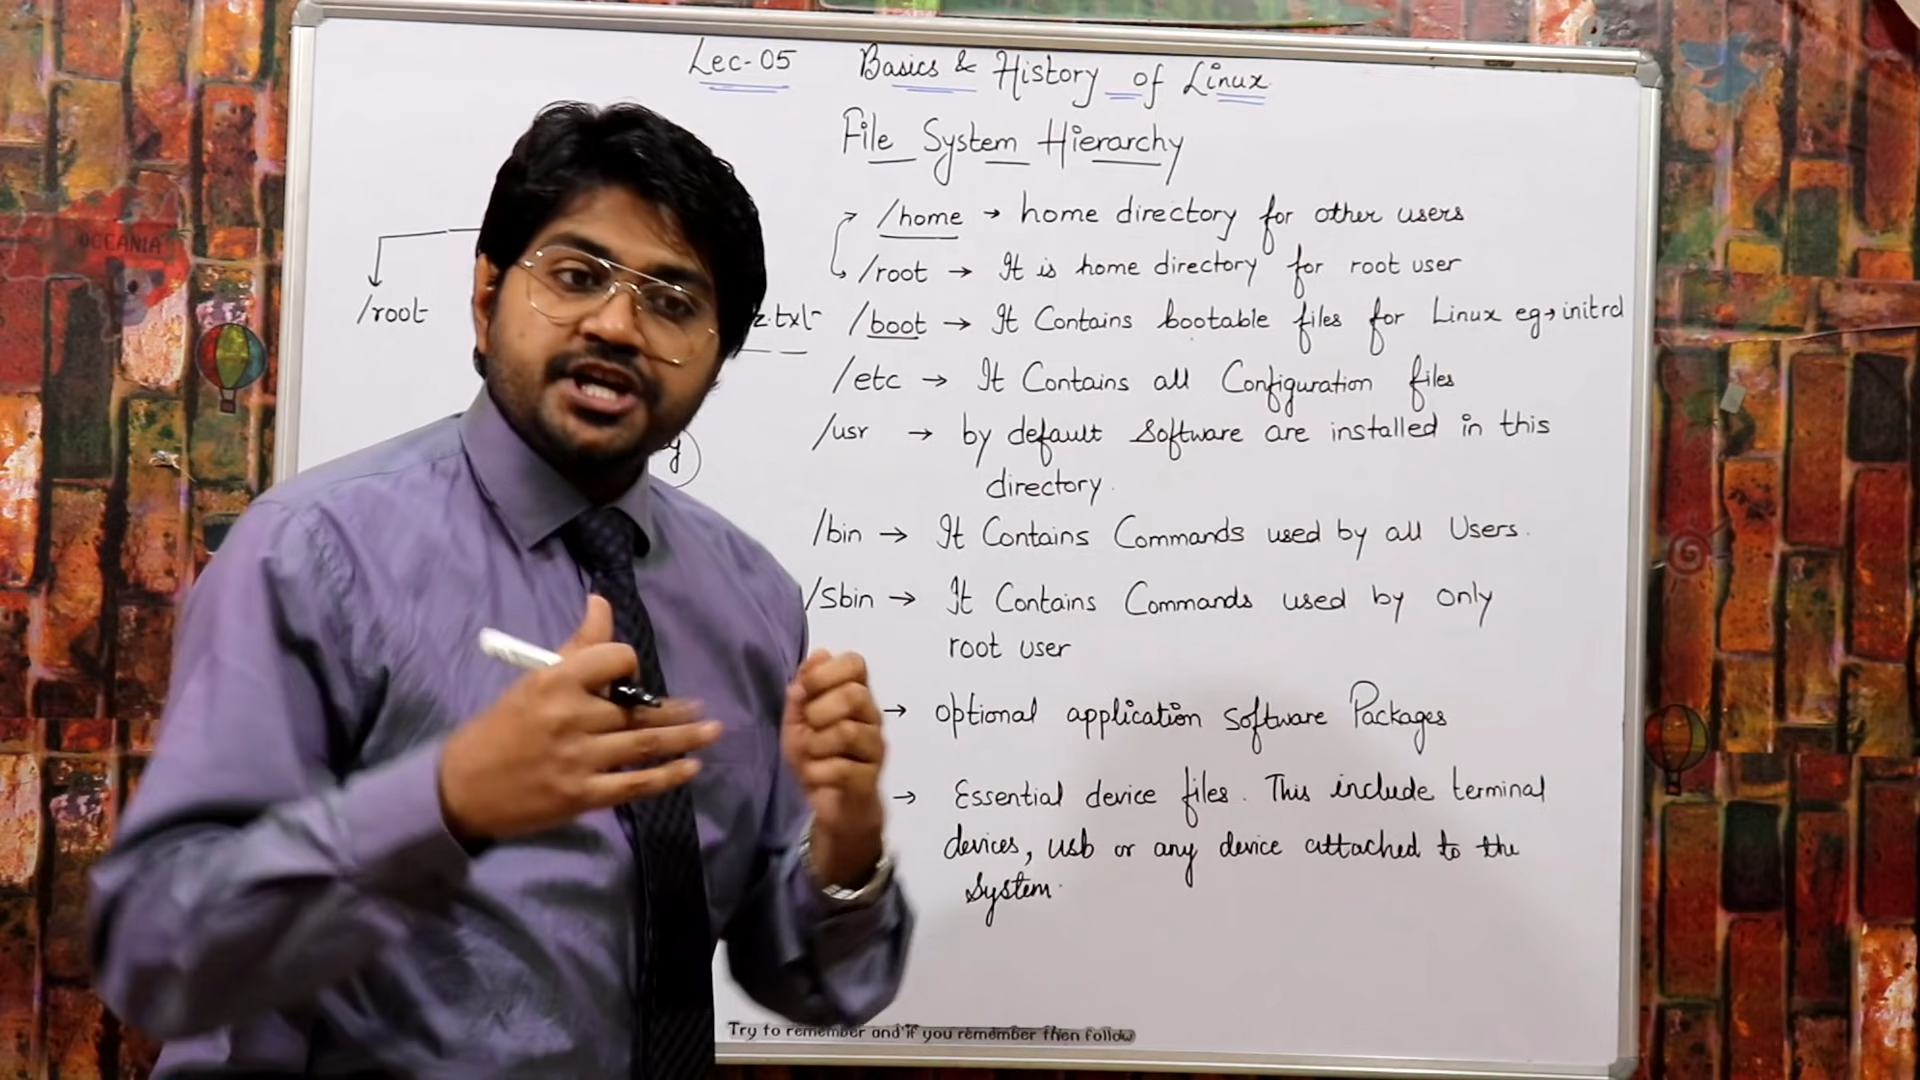 Lec-05 Basics & History of Linux
File System Hierarchy
/home → home directory for other users
/root → It is home directory for root user
/root
z.txt
/boot → It Contains bootable files for Linux eg → initrd
/etc → It Contains all Configuration files
/usr → by default Software are installed in this
directory.
/bin → It Contains Commands used by all Users.
/Sbin → It Contains Commands used by only
root user
→ optional application software Packages
→ Essential device files. This include terminal
devices, usb or any device attached to the
System.
Try to remember and if you remember then follow
OCEANIA